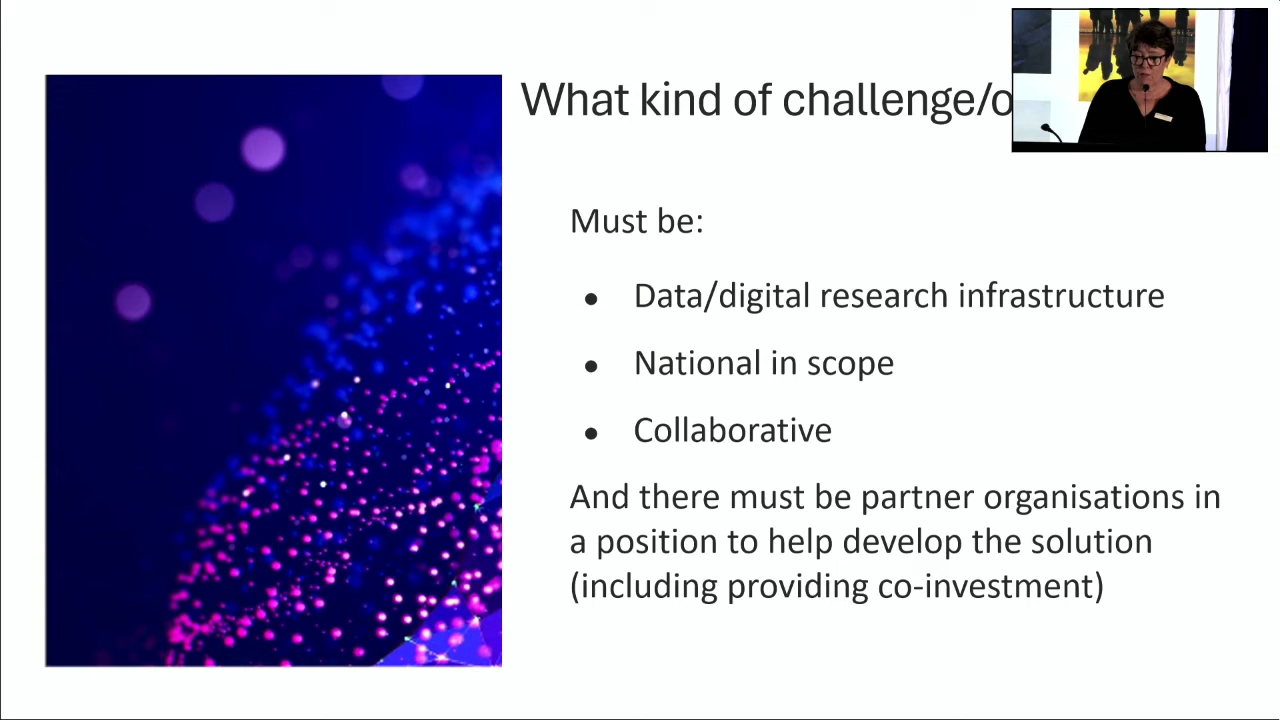 What kind of challenge/o
Must be:
● Data/digital research infrastructure
● National in scope
● Collaborative
And there must be partner organisations in
a position to help develop the solution
(including providing co-investment)